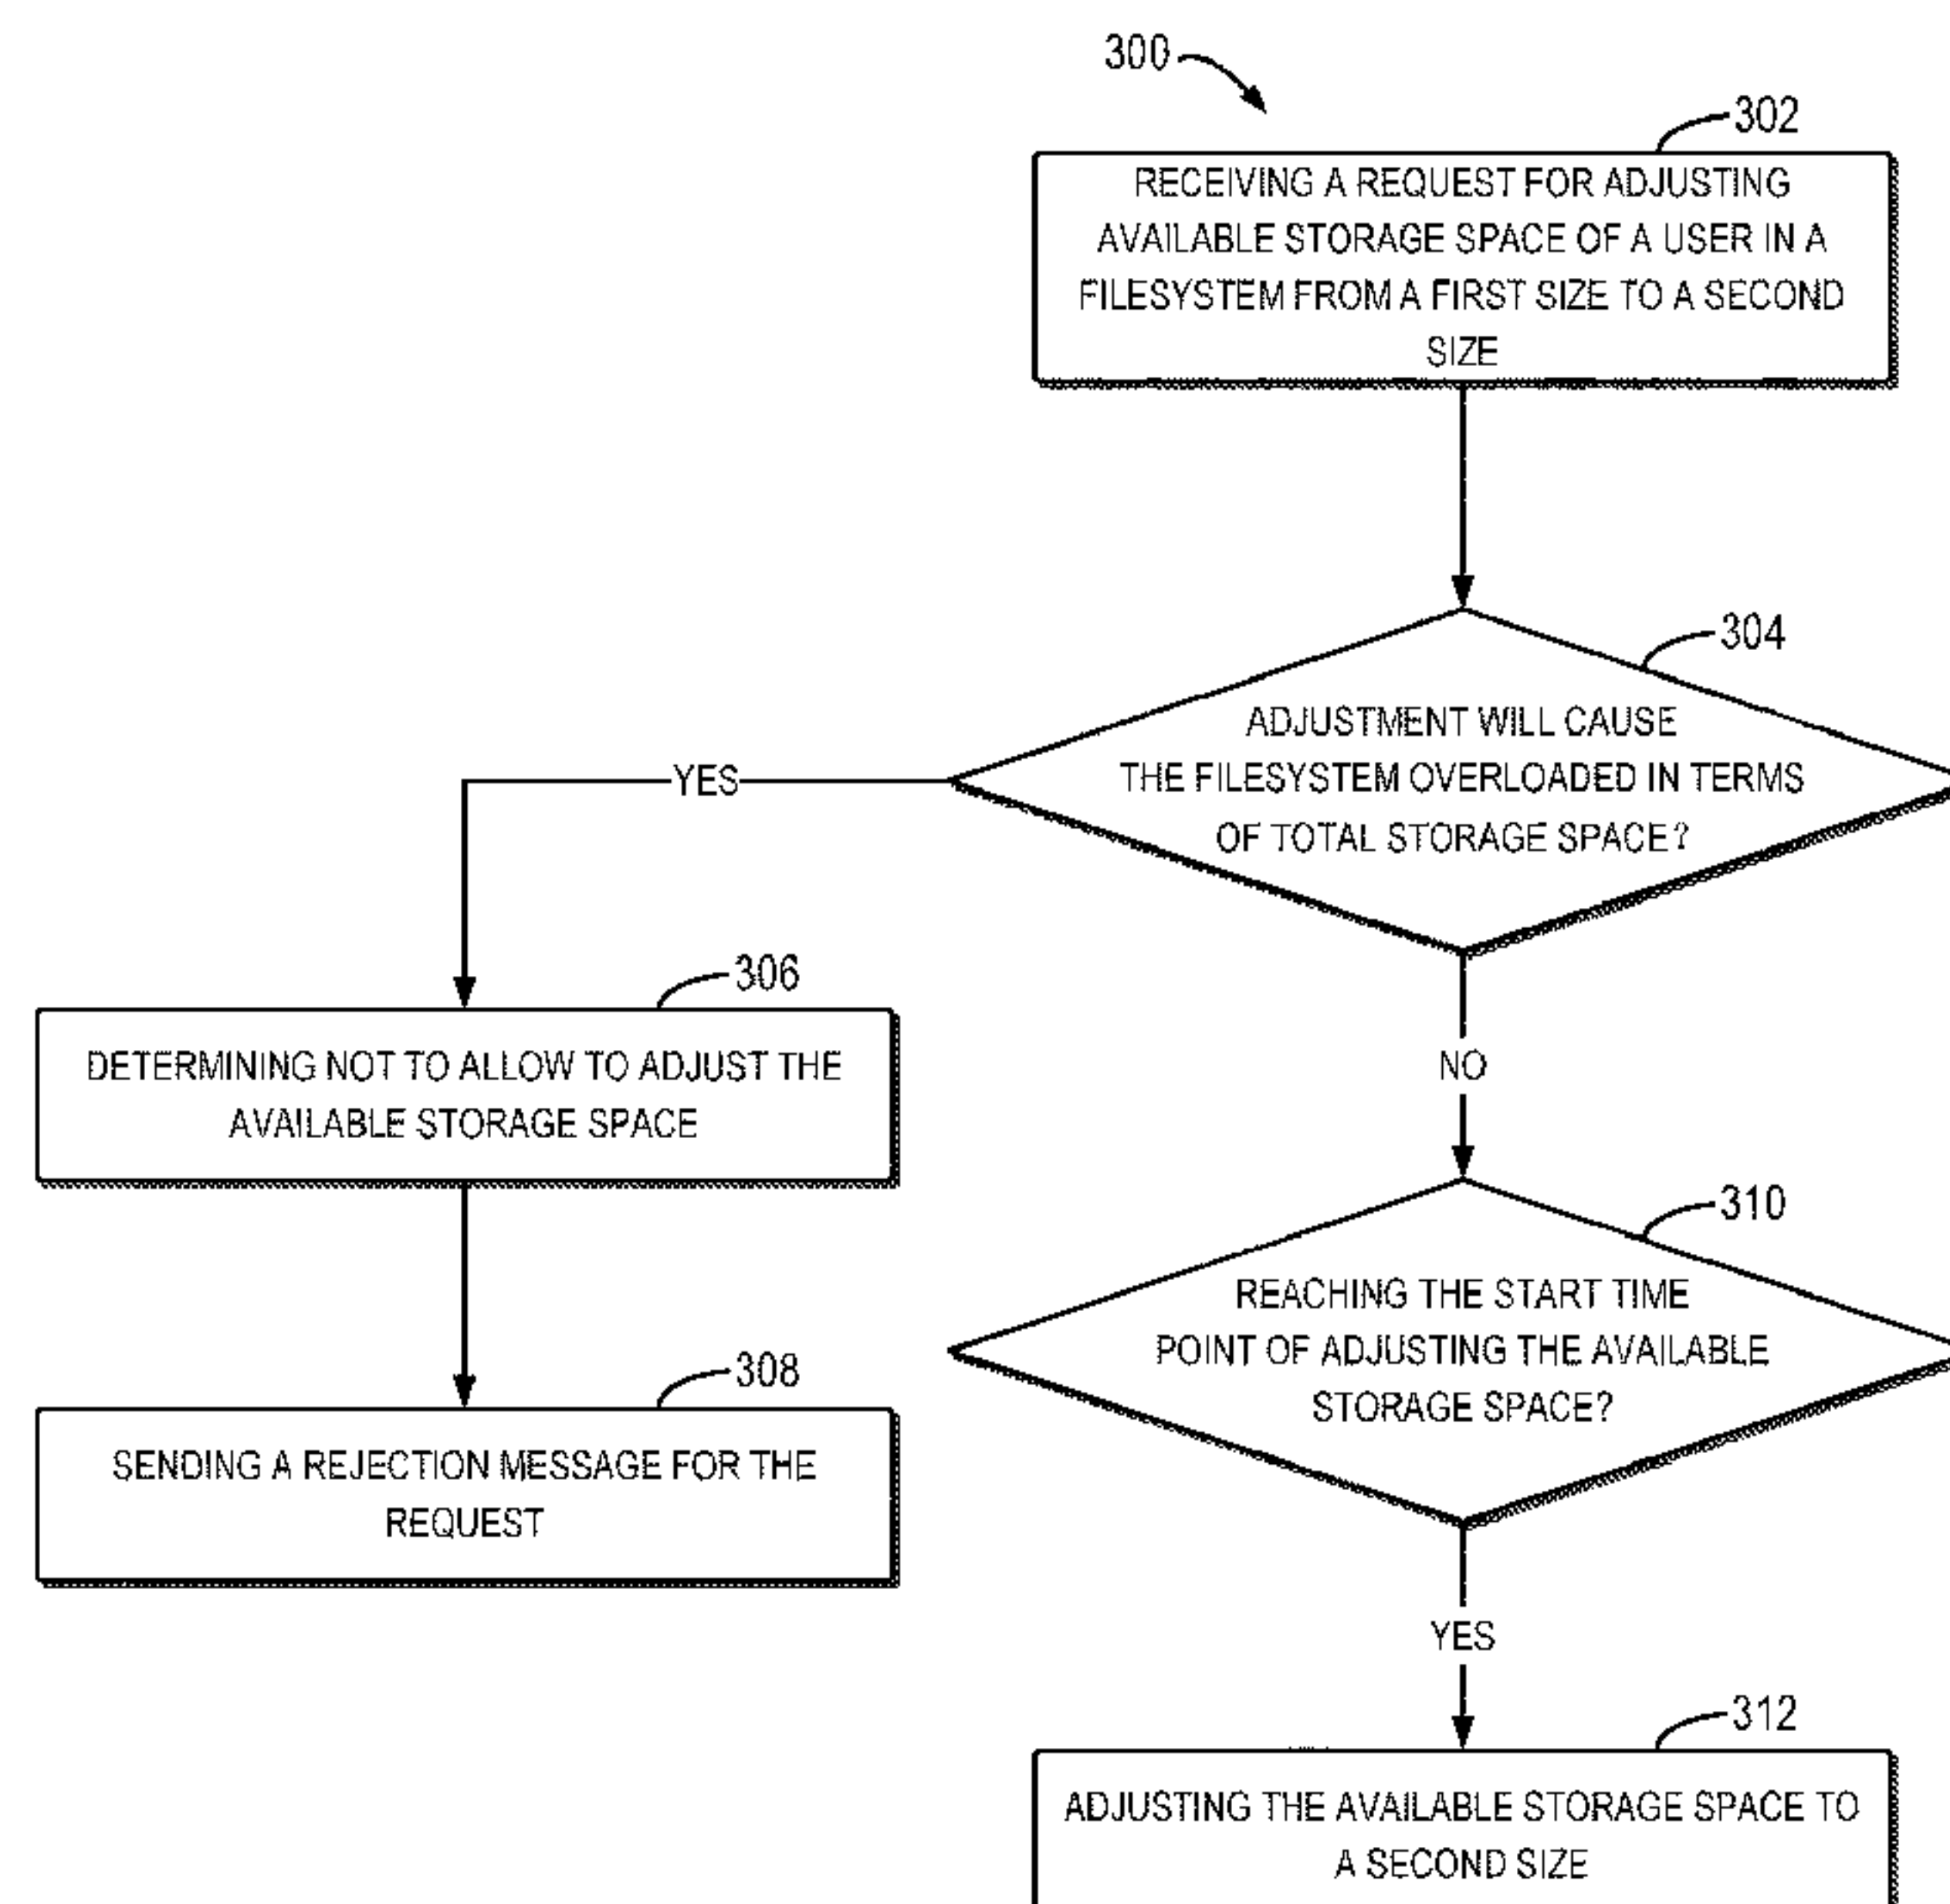 300
302
RECEIVING A REQUEST FOR ADJUSTING
AVAILABLE STORAGE SPACE OF A USER IN A
FILESYSTEM FROM A FIRST SIZE TO A SECOND
SIZE
304
ADJUSTMENT WILL CAUSE
THE FILESYSTEM OVERLOADED IN TERMS
OF TOTAL STORAGE SPACE?
YES
306
DETERMINING NOT TO ALLOW TO ADJUST THE
AVAILABLE STORAGE SPACE
308
SENDING A REJECTION MESSAGE FOR THE
REQUEST
NO
310
REACHING THE START TIME
POINT OF ADJUSTING THE AVAILABLE
STORAGE SPACE?
YES
312
ADJUSTING THE AVAILABLE STORAGE SPACE TO
A SECOND SIZE